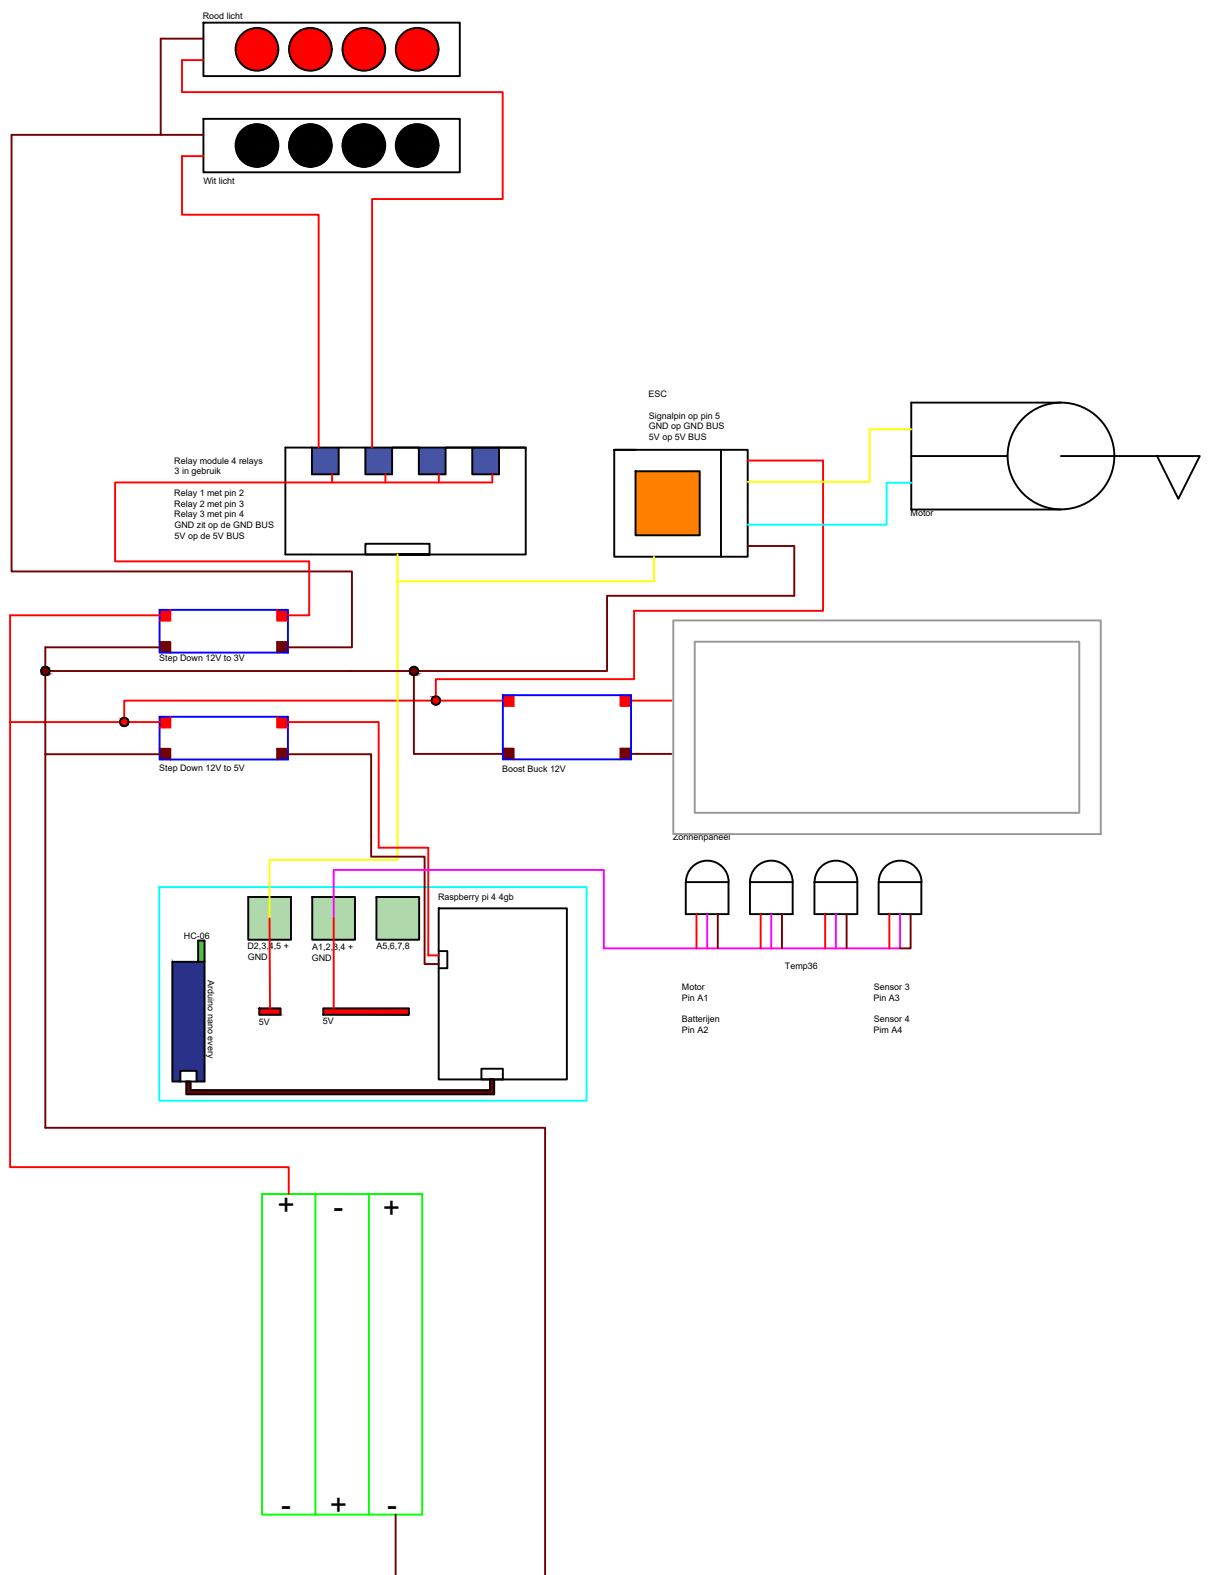 Rood licht
Wit licht
ESC
Signalpin op pin 5
GND op GND BUS
5V op 5V BUS
Motor
Relay module 4 relays
3 in gebruik
Relay 1 met pin 2
Relay 2 met pin 3
Relay 3 met pin 4
GND zit op de GND BUS
5V op de 5V BUS
Step Down 12V to 3V
Step Down 12V to 5V
Boost Buck 12V
Zonnenpaneel
Raspberry pi 4 4gb
HC-06
D2,3,4,5 +
GND
A1,2,3,4 +
GND
A5,6,7,8
Arduino nano every
5V
5V
Temp36
Motor
Pin A1
Batterijen
Pin A2
Sensor 3
Pin A3
Sensor 4
Pim A4
+ - +
- + -